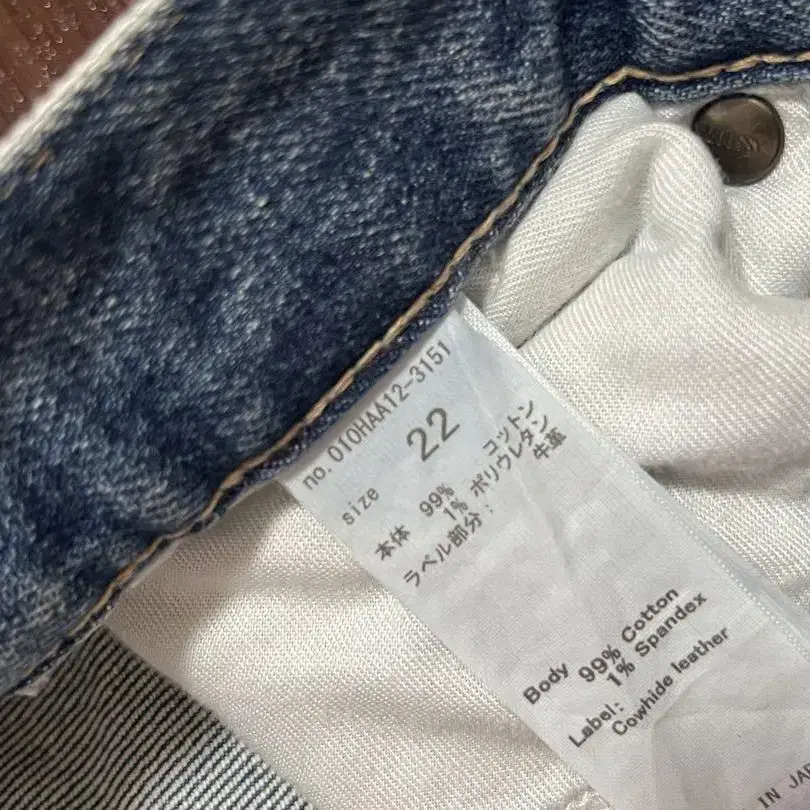 no. 010HAA12-3151
size 22
本体 99% コットン
1% ポリウレタン
ラベル部分: 牛革
Body 99% Cotton
1% Spandex
Label:
Cowhide leather
IN JAP